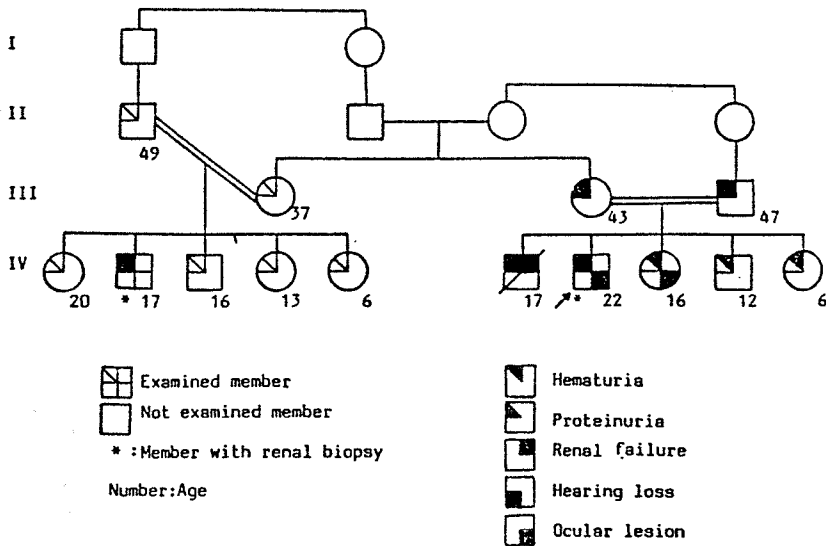 I
II
49
III
37
43
47
IV
20
* 17
16
13
6
17
* 22
16
12
6
Examined member
Not examined member
* :Member with renal biopsy
Number:Age
Hematuria
Proteinuria
Renal failure
Hearing loss
Ocular lesion